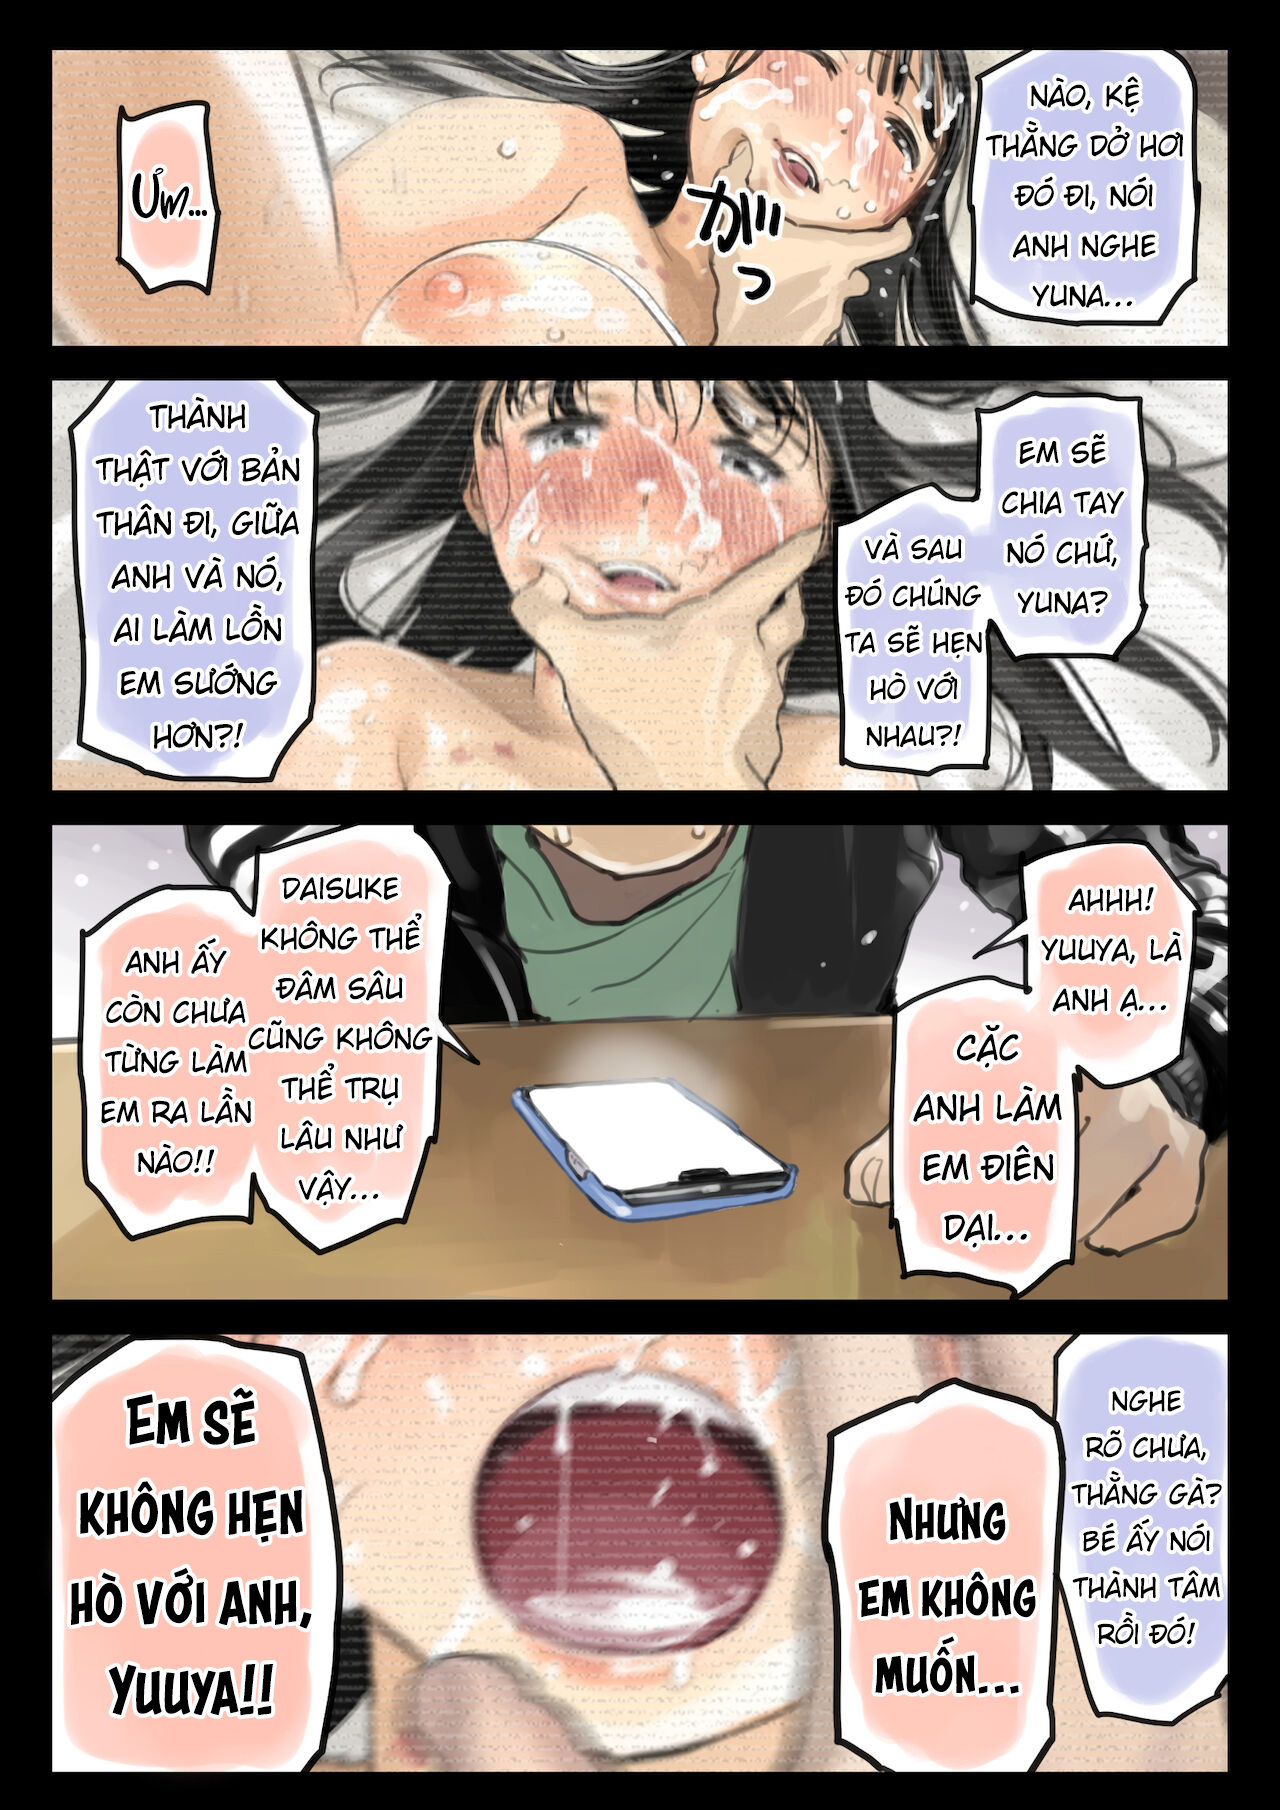 NÀO, KỆ
THẰNG DỞ HƠI
ĐÓ ĐI, NÓI
ANH NGHE
YUNA...
ガッ
ƯM...
EM SẼ
CHIA TAY
NÓ CHỨ,
YUNA?
VÀ SAU
ĐÓ CHÚNG
TA SẼ HẸN
HÒ VỚI
NHAU?!
THÀNH
THẬT VỚI BẢN
THÂN ĐI, GIỮA
ANH VÀ NÓ,
AI LÀM LỒN
EM SƯỚNG
HƠN?!
AHHH!
YUUYA, LÀ
ANH Ạ...
CẶC
ANH LÀM
EM ĐIÊN
DẠI...
DAISUKE
KHÔNG THỂ
ĐÂM SÂU
CŨNG KHÔNG
THỂ TRỤ
LÂU NHƯ
VẬY...
ANH ẤY
CÒN CHƯA
TỪNG LÀM
EM RA LẦN
NÀO!!
NGHE
RÕ CHƯA,
THẰNG GÀ?
BÉ ẤY NÓI
THÀNH TÂM
RỒI ĐÓ!
NHƯNG
EM KHÔNG
MUỐN...
EM SẼ
KHÔNG HẸN
HÒ VỚI ANH,
YUUYA!!